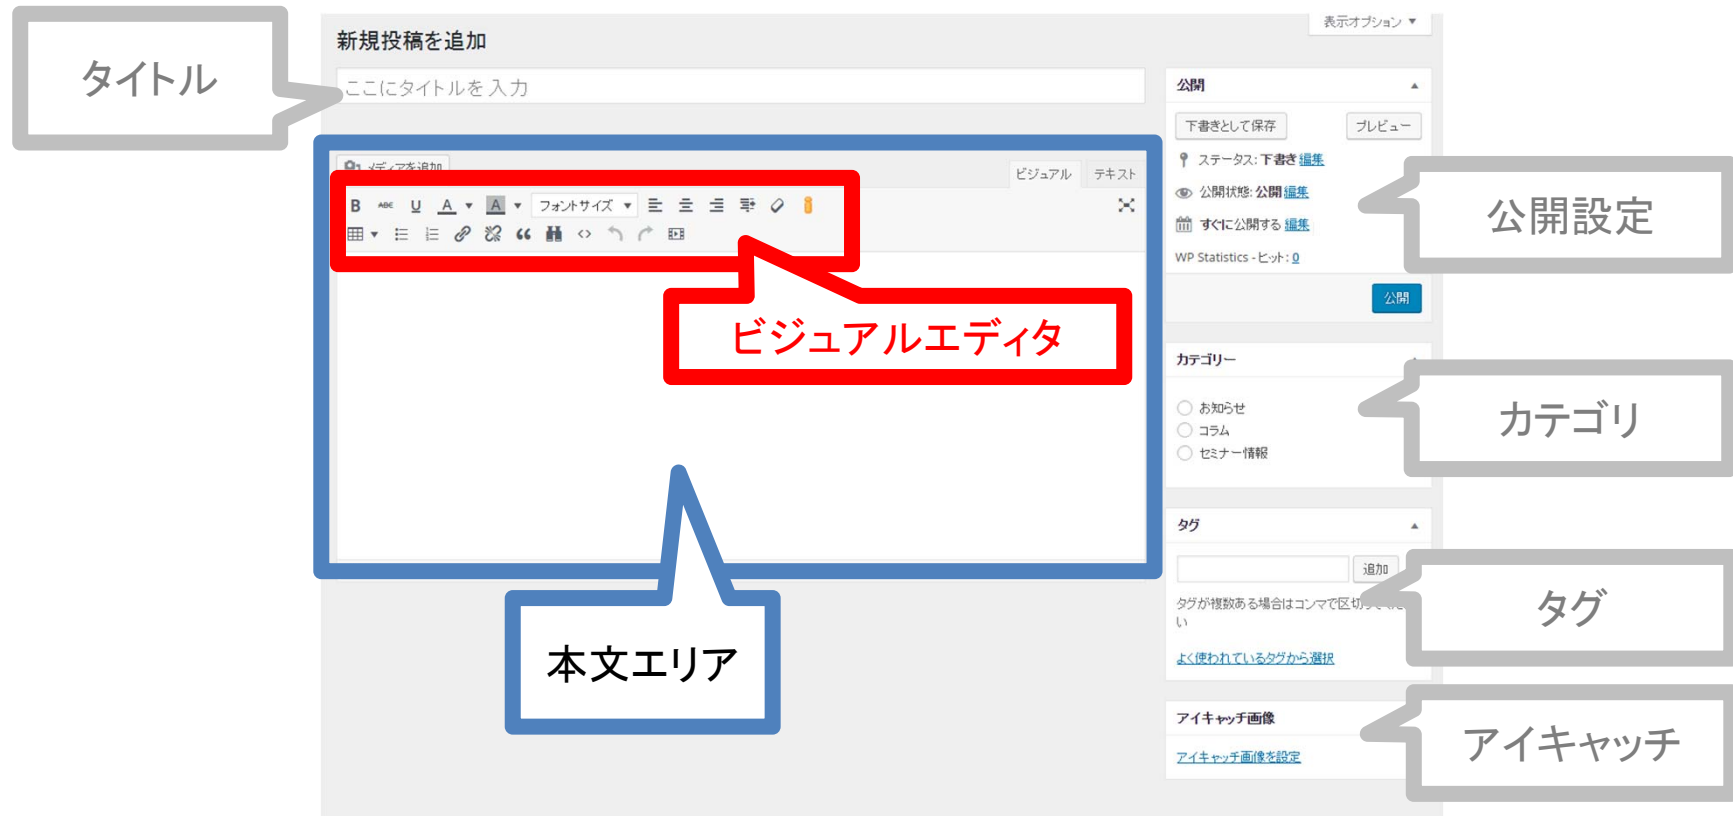 表示オプション ▼
新規投稿を追加
タイトル
ここにタイトルを入力
メディアを追加
ビジュアル テキスト
B ABC U A ▼ A ▼ フォントサイズ ▼
ビジュアルエディタ
本文エリア
公開
下書きとして保存 プレビュー
ステータス: 下書き 編集
公開状態: 公開 編集
すぐに公開する 編集
WP Statistics - ヒット: 0
公開
公開設定
カテゴリー
お知らせ
コラム
セミナー情報
カテゴリ
タグ
追加
タグが複数ある場合はコンマで区切
い
よく使われているタグから選択
タグ
アイキャッチ画像
アイキャッチ画像を設定
アイキャッチ